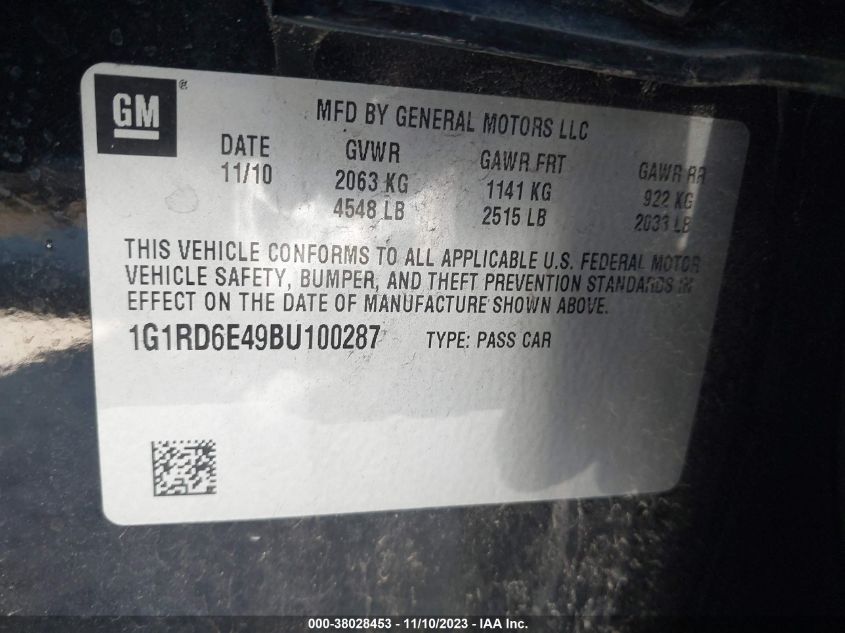 GM ®
MFD BY GENERAL MOTORS LLC
DATE GVWR GAWR FRT GAWR RR
11/10 2063 KG 1141 KG 922 KG
4548 LB 2515 LB 2033 LB
THIS VEHICLE CONFORMS TO ALL APPLICABLE U.S. FEDERAL MOTOR
VEHICLE SAFETY, BUMPER, AND THEFT PREVENTION STANDARDS IN
EFFECT ON THE DATE OF MANUFACTURE SHOWN ABOVE.
1G1RD6E49BU100287 TYPE: PASS CAR
000-38028453 - 11/10/2023 - IAA Inc.